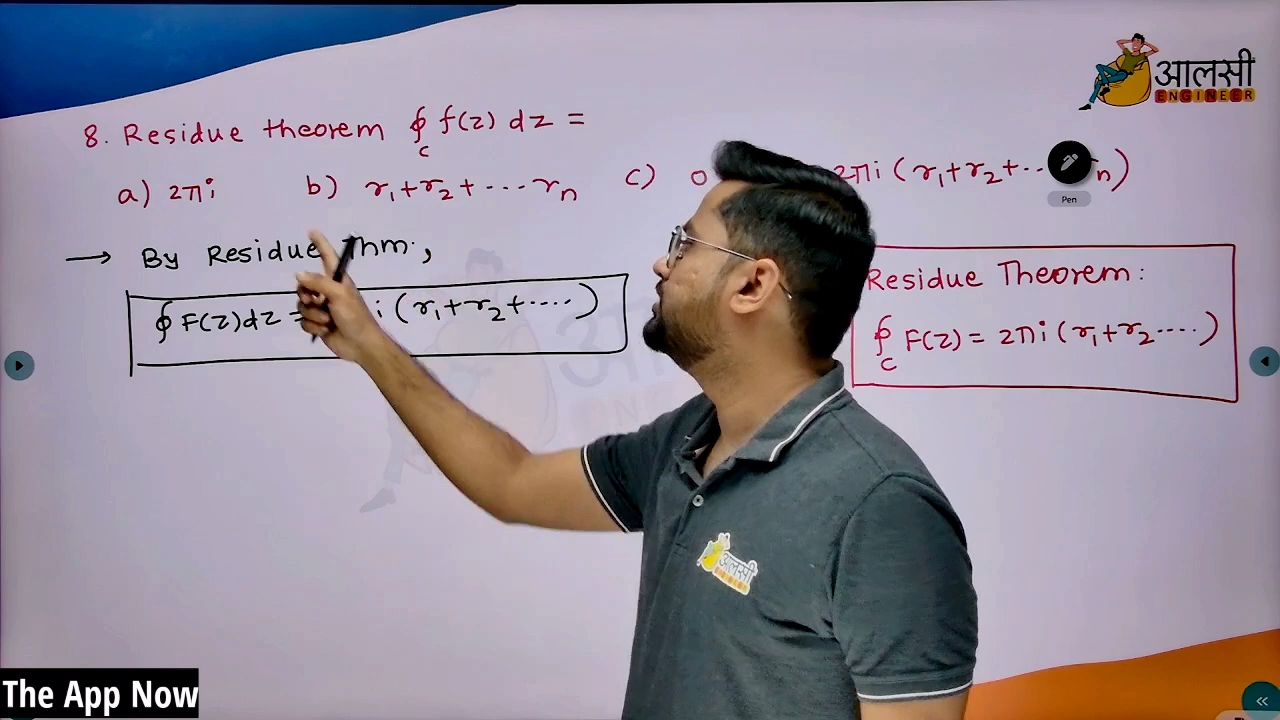 आलसी
ENGINEER
8. Residue theorem ∮c f(z) dz =
a) 2πi b) r₁+r₂+...rₙ c) 0 2πi (r₁+r₂+.. n)
Pen
→ By Residue Thm.,
∮ F(z)dz = i (r₁+r₂+....)
Residue Theorem:
∮c F(z) = 2πi (r₁+r₂....)
आलसी
The App Now